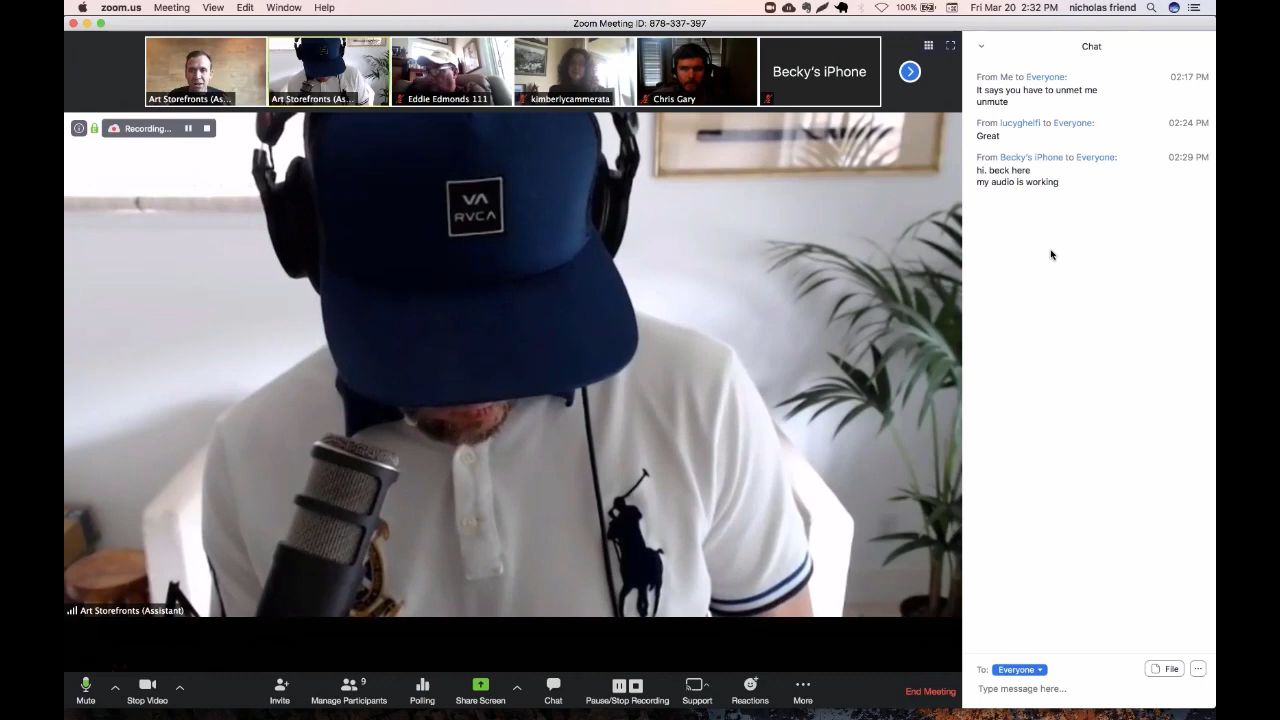 zoom.us Meeting View Edit Window Help 100% Fri Mar 20 2:32 PM nicholas friend
Zoom Meeting ID: 878-337-397
Art Storefronts (As...
Art Storefronts (As...
Eddie Edmonds 111
kimberlycammerata
Chris Gary
Becky's iPhone
Recording...
VA
RVCA
Art Storefronts (Assistant)
Chat
From Me to Everyone: 02:17 PM
It says you have to unmet me
unmute
From lucyghelfi to Everyone: 02:24 PM
Great
From Becky's iPhone to Everyone: 02:29 PM
hi. beck here
my audio is working
To: Everyone File
Type message here...
Mute Stop Video Invite Manage Participants 9 Polling Share Screen Chat Pause/Stop Recording Support Reactions More End Meeting